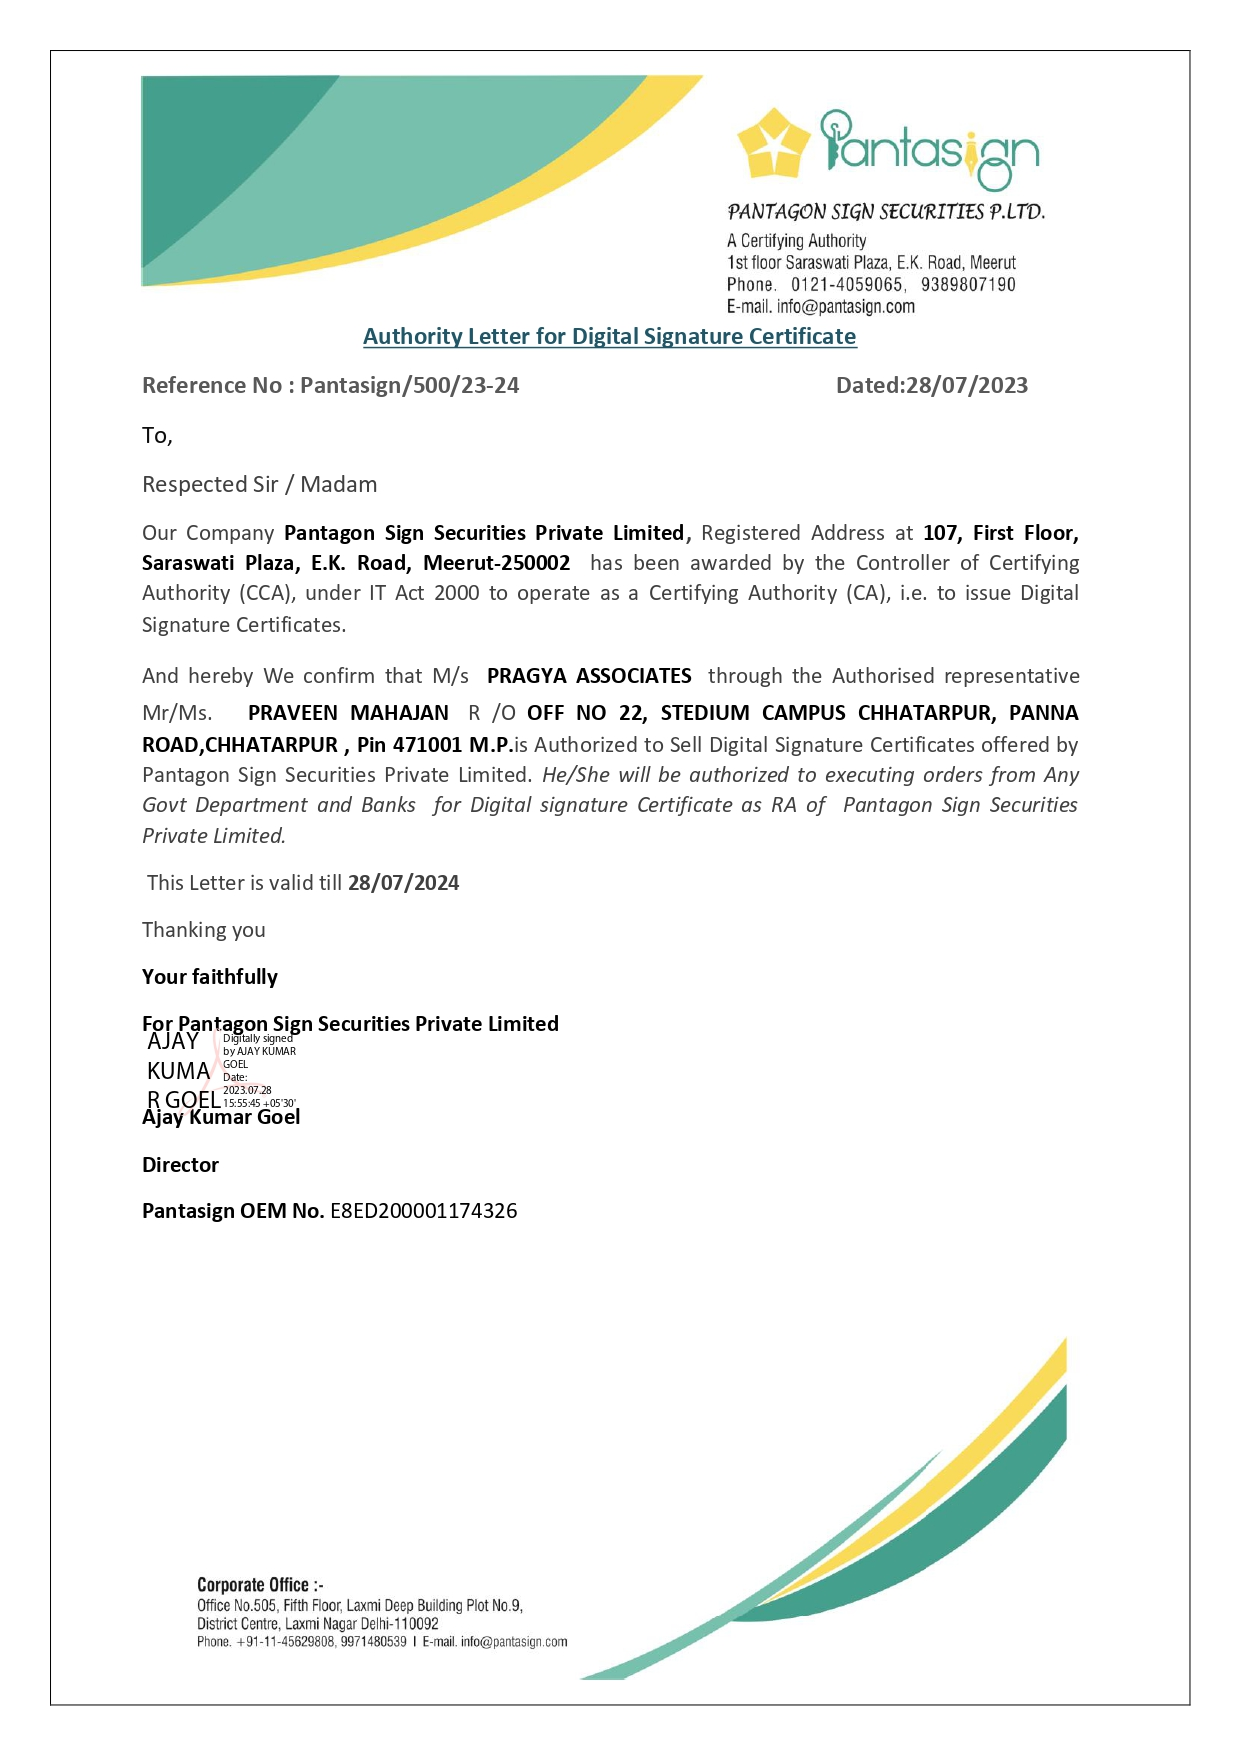 Pantasign
PANTAGON SIGN SECURITIES P.LTD.
A Certifying Authority
1st floor Saraswati Plaza, E.K. Road, Meerut
Phone. 0121-4059065, 9389807190
E-mail. info@pantasign.com
Authority Letter for Digital Signature Certificate
Reference No : Pantasign/500/23-24 Dated:28/07/2023
To,
Respected Sir / Madam
Our Company Pantagon Sign Securities Private Limited, Registered Address at 107, First Floor,
Saraswati Plaza, E.K. Road, Meerut-250002 has been awarded by the Controller of Certifying
Authority (CCA), under IT Act 2000 to operate as a Certifying Authority (CA), i.e. to issue Digital
Signature Certificates.
And hereby We confirm that M/s PRAGYA ASSOCIATES through the Authorised representative
Mr/Ms. PRAVEEN MAHAJAN R /O OFF NO 22, STEDIUM CAMPUS CHHATARPUR, PANNA
ROAD,CHHATARPUR , Pin 471001 M.P.is Authorized to Sell Digital Signature Certificates offered by
Pantagon Sign Securities Private Limited. He/She will be authorized to executing orders from Any
Govt Department and Banks for Digital signature Certificate as RA of Pantagon Sign Securities
Private Limited.
This Letter is valid till 28/07/2024
Thanking you
Your faithfully
For Pantagon Sign Securities Private Limited
AJAY
KUMA
R GOEL
Digitally signed
by AJAY KUMAR
GOEL
Date:
2023.07.28
15:55:45 +05'30'
Ajay Kumar Goel
Director
Pantasign OEM No. E8ED200001174326
Corporate Office :-
Office No.505, Fifth Floor, Laxmi Deep Building Plot No.9,
District Centre, Laxmi Nagar Delhi-110092
Phone. +91-11-45629808, 9971480539 I E-mail. info@pantasign.com